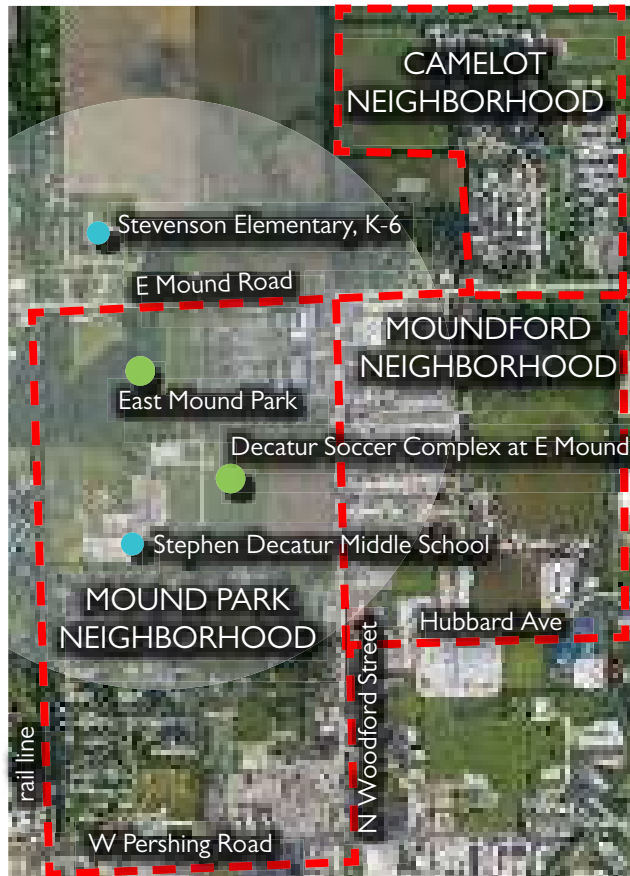 CAMELOT
NEIGHBORHOOD
Stevenson Elementary, K-6
E Mound Road
MOUNDFORD
NEIGHBORHOOD
East Mound Park
Decatur Soccer Complex at E Mound
Stephen Decatur Middle School
MOUND PARK
NEIGHBORHOOD
Hubbard Ave
N Woodford Street
rail line
W Pershing Road